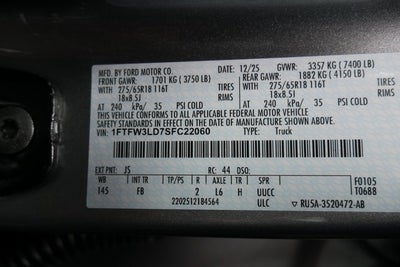 MFD. BY FORD MOTOR CO. 12/25 GVWR: 3357 KG (7400 LB)
FRONT GAWR: 1701 KG (3750 LB) REAR GAWR: 1882 KG (4150 LB)
WITH 275/65R18 116T TIRES WITH 275/65R18 116T TIRES
18x8.5J RIMS 18x8.5J RIMS
AT 240 kPa/ 35 PSI COLD AT 240 kPa/ 35 PSI COLD
THIS VEHICLE CONFORMS TO ALL APPLICABLE FEDERAL MOTOR VEHICLE
SAFETY STANDARDS IN EFFECT ON THE DATE OF MANUFACTURE SHOWN ABOVE.
VIN: 1FTFW3LD7SFC22060 TYPE: Truck
EXT PNT: JS RC: 44 DSO:
WB INT TP/PS R AXLE TR SPR F0105
145 FB 2 L6 H UUCC T0688
2202512184564 ULC RU5A-3520472-AB